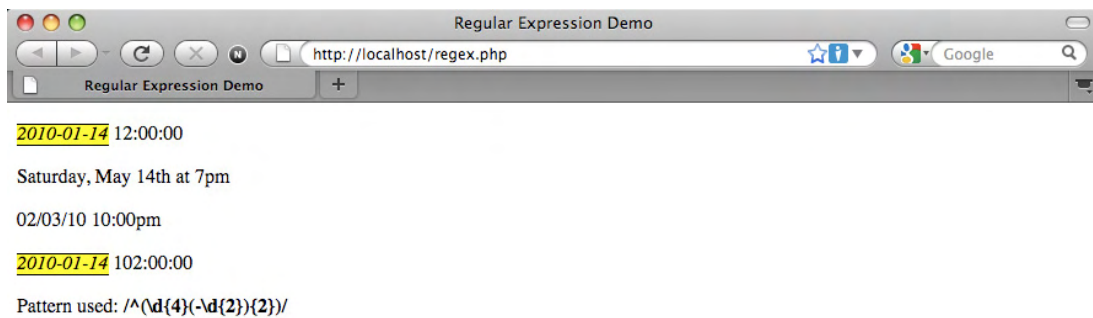 Regular Expression Demo
http://localhost/regex.php
Google
Regular Expression Demo
2010-01-14 12:00:00
Saturday, May 14th at 7pm
02/03/10 10:00pm
2010-01-14 102:00:00
Pattern used: /^(\d{4}(-\d{2}){2})/